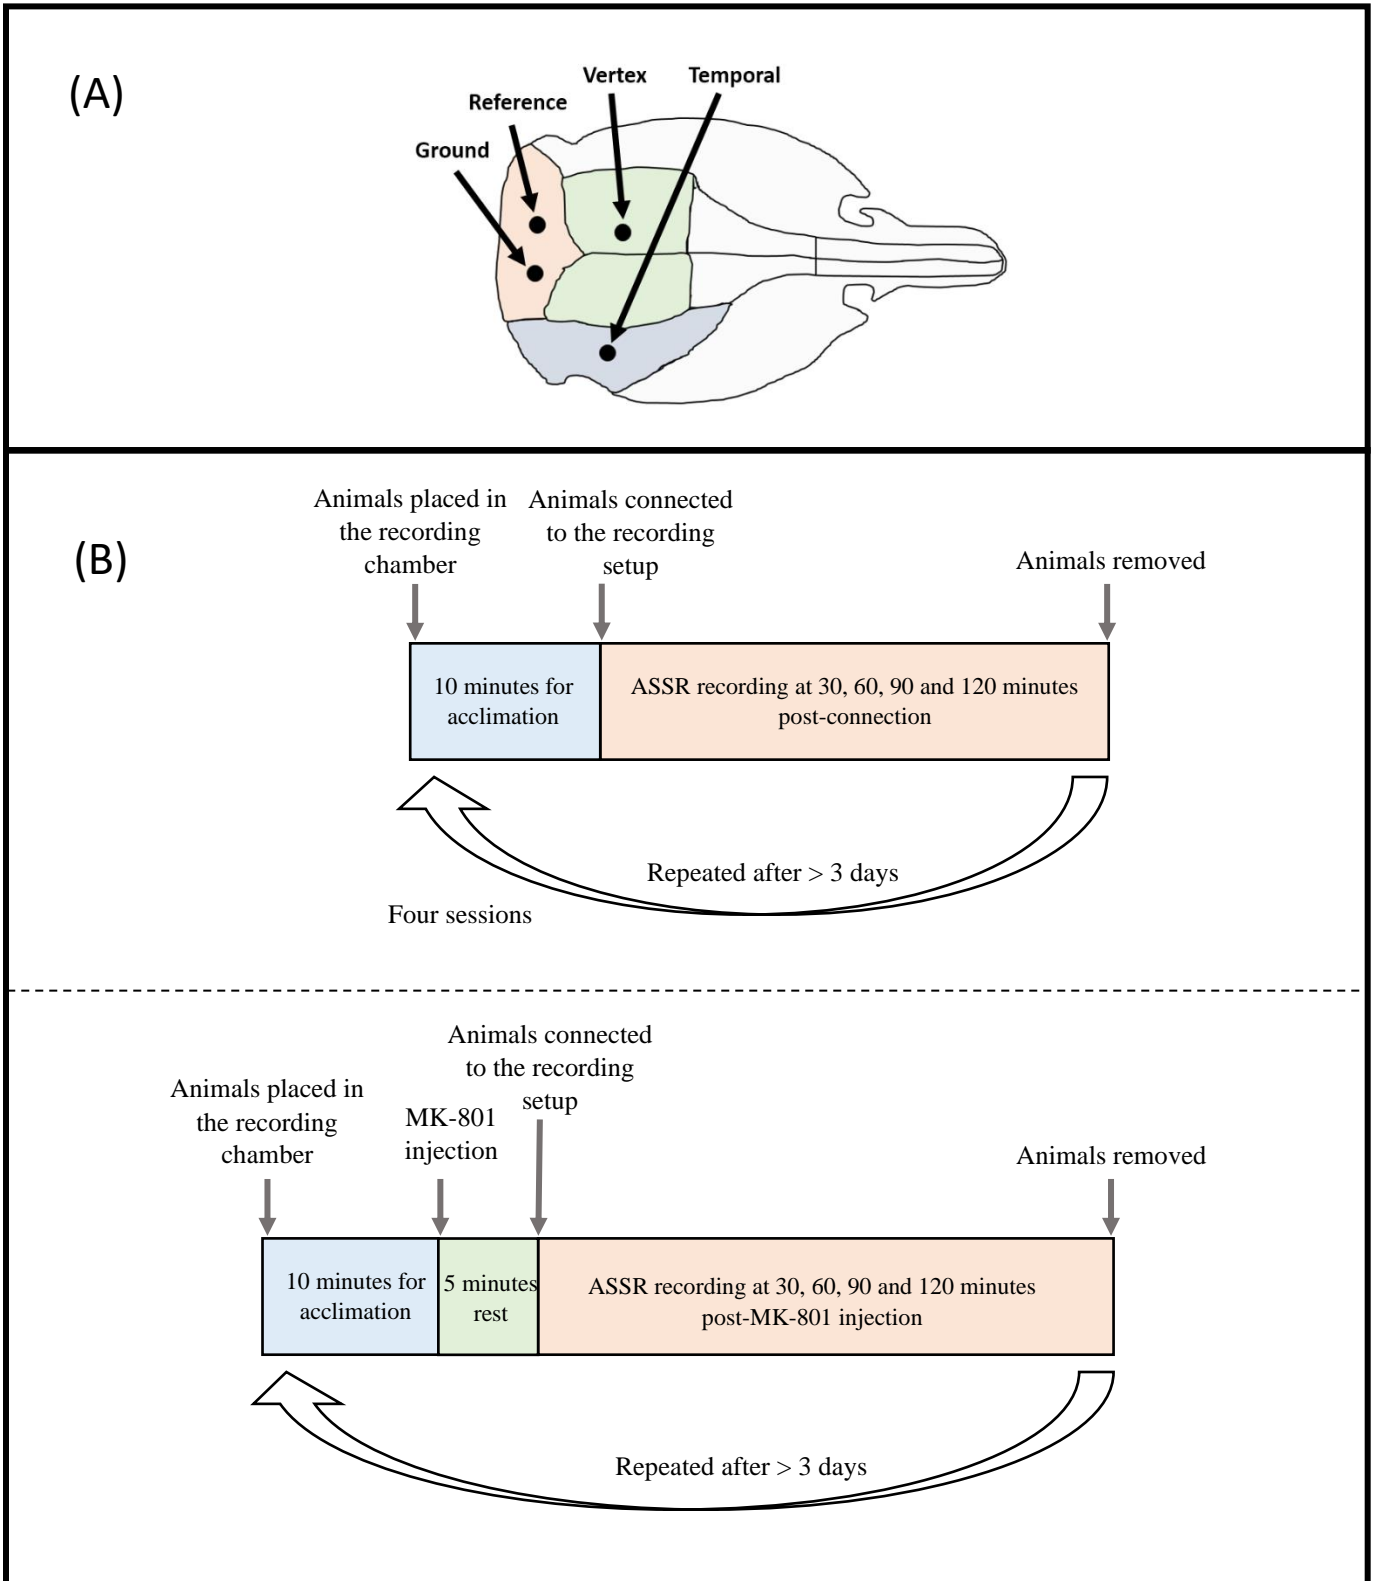 (A)
Vertex
Temporal
Reference
Ground
(B)
Animals placed in
the recording
chamber
Animals connected
to the recording
setup
Animals removed
10 minutes for
acclimation
ASSR recording at 30, 60, 90 and 120 minutes
post-connection
Repeated after > 3 days
Four sessions
Animals placed in
the recording
chamber
MK-801
injection
Animals connected
to the recording
setup
Animals removed
10 minutes for
acclimation
5 minutes
rest
ASSR recording at 30, 60, 90 and 120 minutes
post-MK-801 injection
Repeated after > 3 days